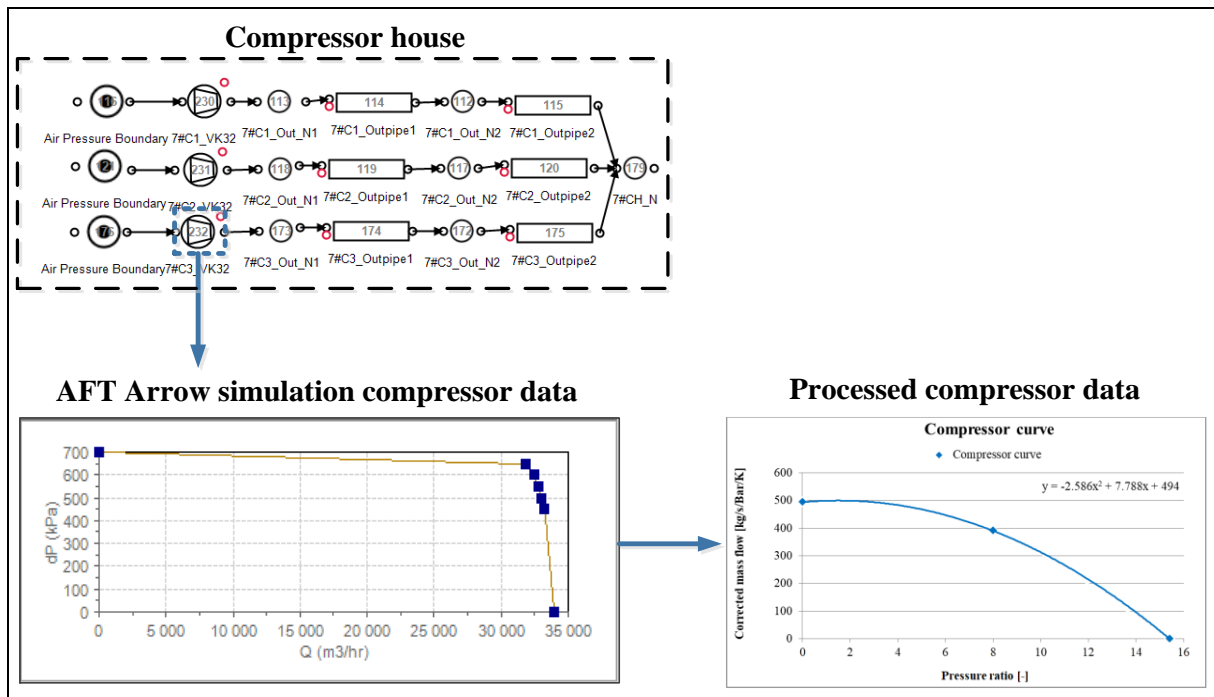 Compressor house
230 113 114 112 115
Air Pressure Boundary 7#C1_VK32 7#C1_Out_N1 7#C1_Outpipe1 7#C1_Out_N2 7#C1_Outpipe2
231 118 119 117 120 179
Air Pressure Boundary 7#C2_VK32 7#C2_Out_N1 7#C2_Outpipe1 7#C2_Out_N2 7#C2_Outpipe2 7#CH_N
232 173 174 172 175
Air Pressure Boundary 7#C3_VK32 7#C3_Out_N1 7#C3_Outpipe1 7#C3_Out_N2 7#C3_Outpipe2
AFT Arrow simulation compressor data
700
600
500
400
300
200
100
0
dP (kPa)
0 5 000 10 000 15 000 20 000 25 000 30 000 35 000
Q (m3/hr)
Processed compressor data
Compressor curve
Compressor curve
y = -2.586x² + 7.788x + 494
600
500
400
300
200
100
0
Corrected mass flow [kg/s/Bar/K]
0 2 4 6 8 10 12 14 16
Pressure ratio [-]